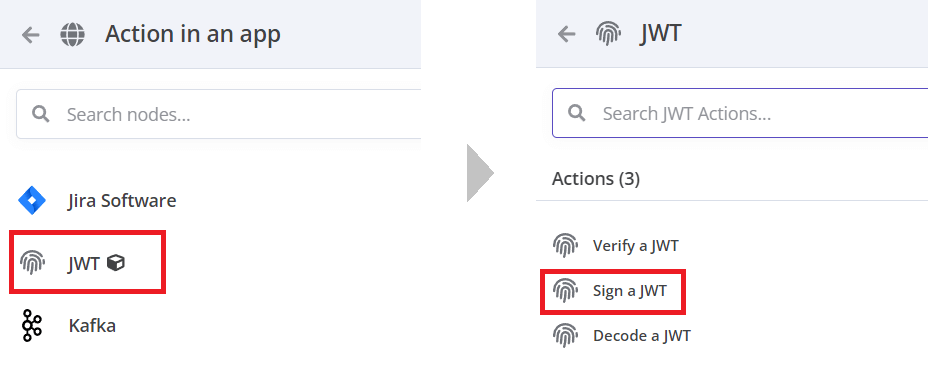 Action in an app
Search nodes...
Jira Software
JWT
Kafka
JWT
Search JWT Actions...
Actions (3)
Verify a JWT
Sign a JWT
Decode a JWT